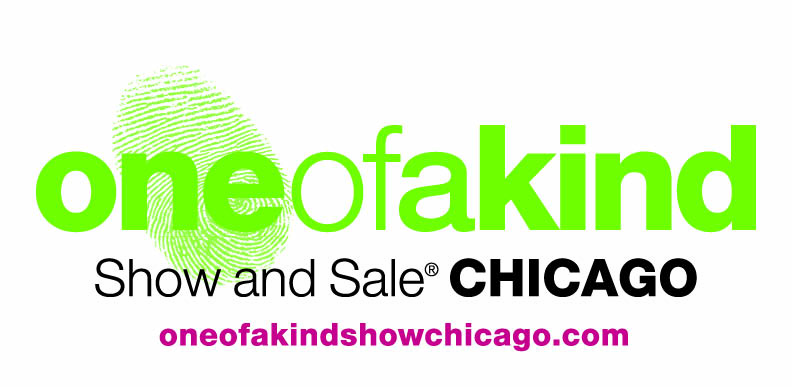 oneofakind
Show and Sale® CHICAGO
oneofakindshowchicago.com